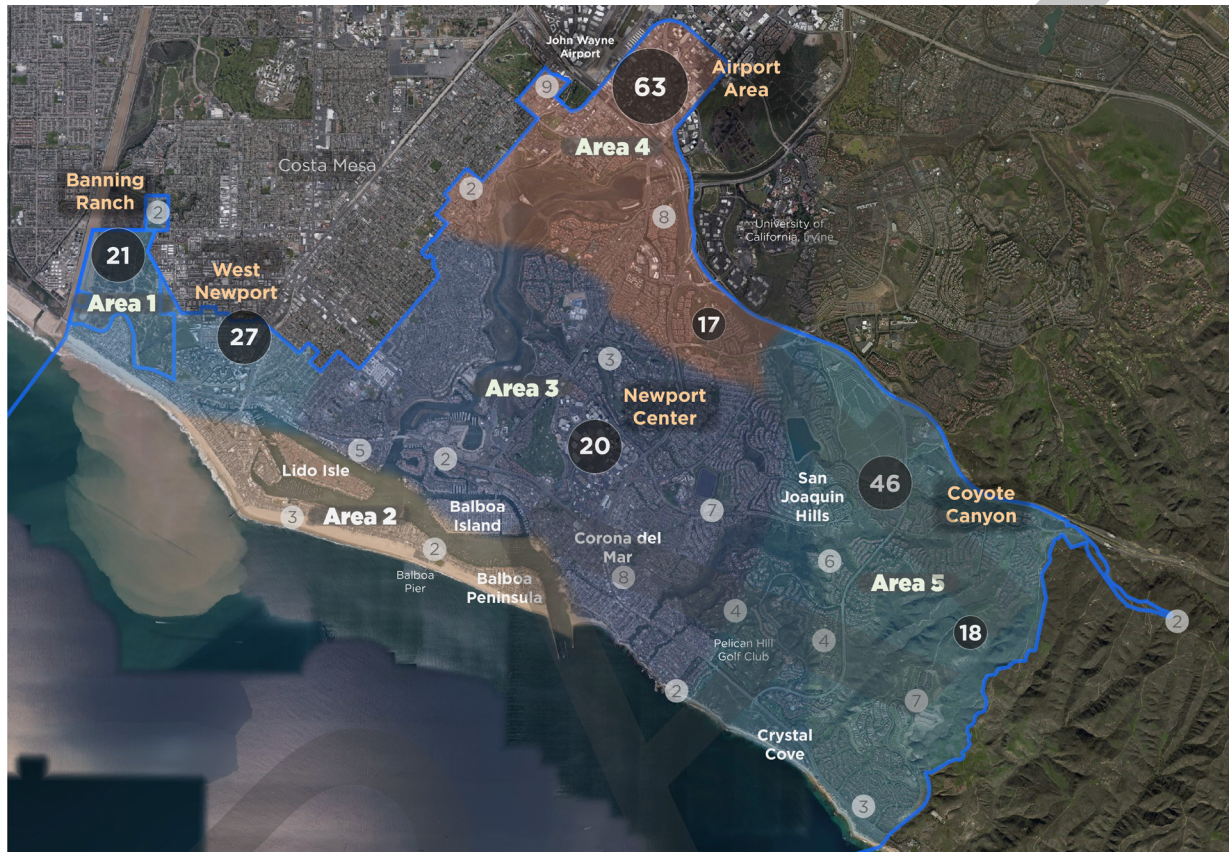 John Wayne
Airport
9
63
Airport
Area
Area 4
Costa Mesa
Banning
Ranch
2
2
8
University of
California, Irvine
21
West
Newport
Area 1
27
17
3
Area 3
Newport
Center
20
5
2
Lido Isle
San
Joaquin
Hills
46
Coyote
Canyon
3
Area 2
Balboa
Island
7
Corona del
Mar
2
Balboa
Pier
Balboa
Peninsula
8
6
Area 5
4
4
18
2
Pelican Hill
Golf Club
2
7
Crystal
Cove
3